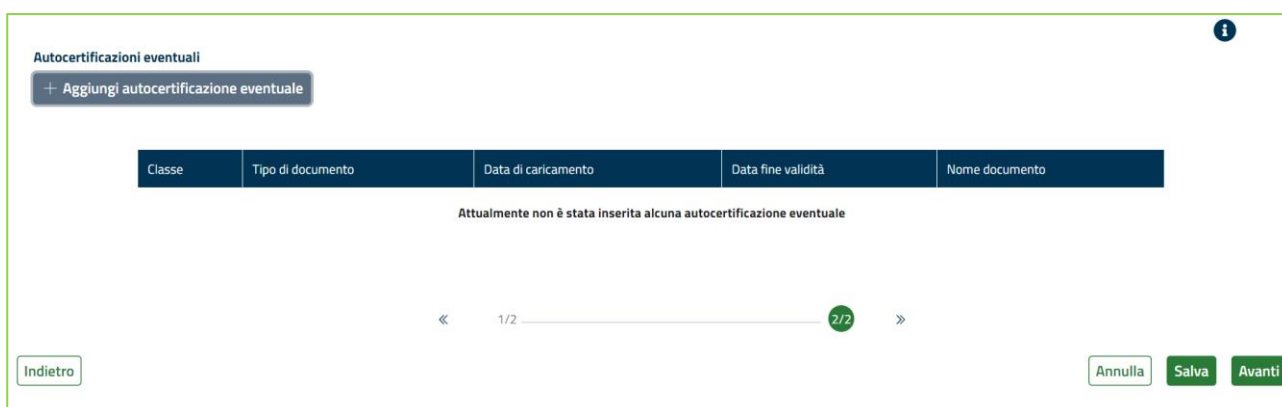 Autocertificazioni eventuali
+ Aggiungi autocertificazione eventuale
Classe Tipo di documento Data di caricamento Data fine validità Nome documento
Attualmente non è stata inserita alcuna autocertificazione eventuale
« 1/2 2/2 »
Indietro Annulla Salva Avanti